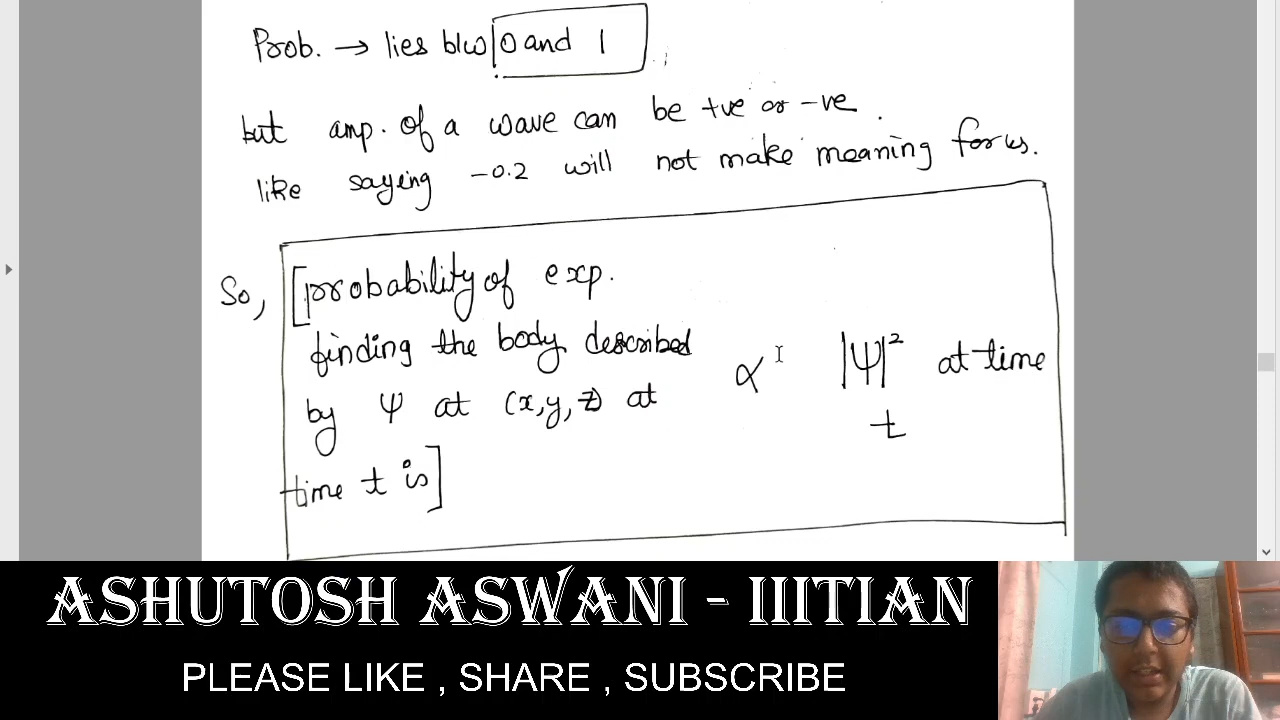 Prob. → lies b/w 0 and 1
but amp. of a wave can be +ve or -ve.
like saying -0.2 will not make meaning for us.
So, [probability of exp.
finding the body described
by Ψ at (x,y,z) at
time t is]
∝ |Ψ|² at time
t
ASHUTOSH ASWANI - IIITIAN
PLEASE LIKE , SHARE , SUBSCRIBE